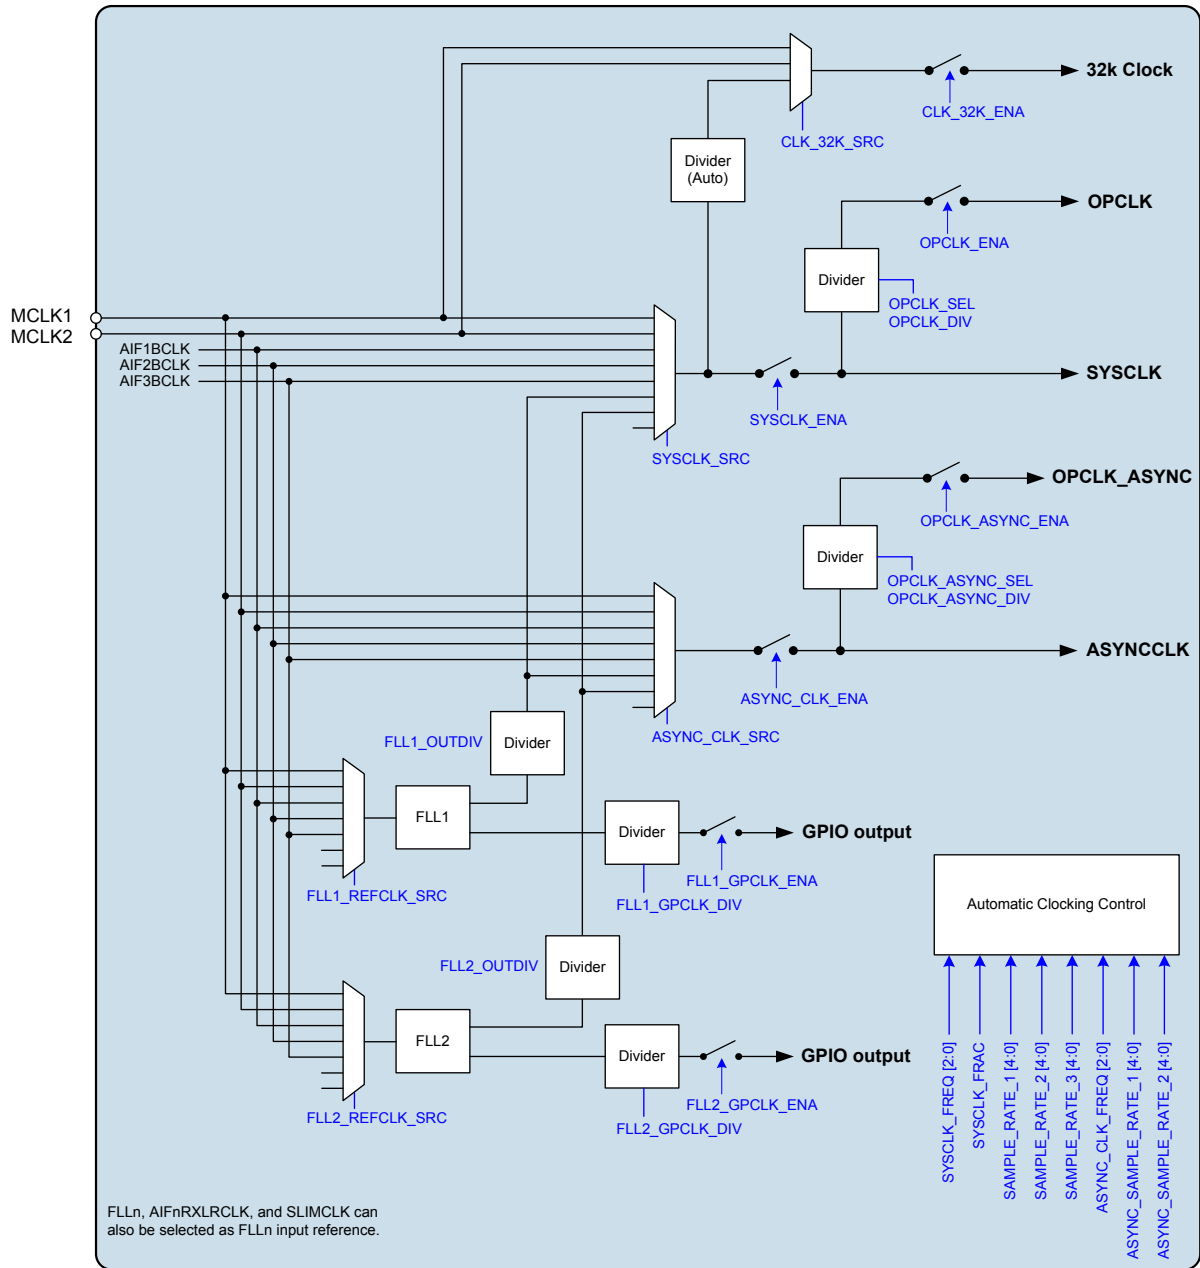 32k Clock
CLK_32K_ENA
CLK_32K_SRC
Divider
(Auto)
OPCLK
OPCLK_ENA
Divider
OPCLK_SEL
OPCLK_DIV
MCLK1
MCLK2
AIF1BCLK
AIF2BCLK
AIF3BCLK
SYSCLK
SYSCLK_ENA
SYSCLK_SRC
OPCLK_ASYNC
OPCLK_ASYNC_ENA
Divider
OPCLK_ASYNC_SEL
OPCLK_ASYNC_DIV
ASYNCCLK
ASYNC_CLK_ENA
ASYNC_CLK_SRC
FLL1_OUTDIV
Divider
FLL1
Divider
GPIO output
FLL1_GPCLK_ENA
FLL1_REFCLK_SRC
FLL1_GPCLK_DIV
Automatic Clocking Control
FLL2_OUTDIV
Divider
FLL2
Divider
GPIO output
FLL2_GPCLK_ENA
FLL2_REFCLK_SRC
FLL2_GPCLK_DIV
SYSCLK_FREQ [2:0]
SYSCLK_FRAC
SAMPLE_RATE_1 [4:0]
SAMPLE_RATE_2 [4:0]
SAMPLE_RATE_3 [4:0]
ASYNC_CLK_FREQ [2:0]
ASYNC_SAMPLE_RATE_1 [4:0]
ASYNC_SAMPLE_RATE_2 [4:0]
FLLn, AIFnRXLRCLK, and SLIMCLK can
also be selected as FLLn input reference.